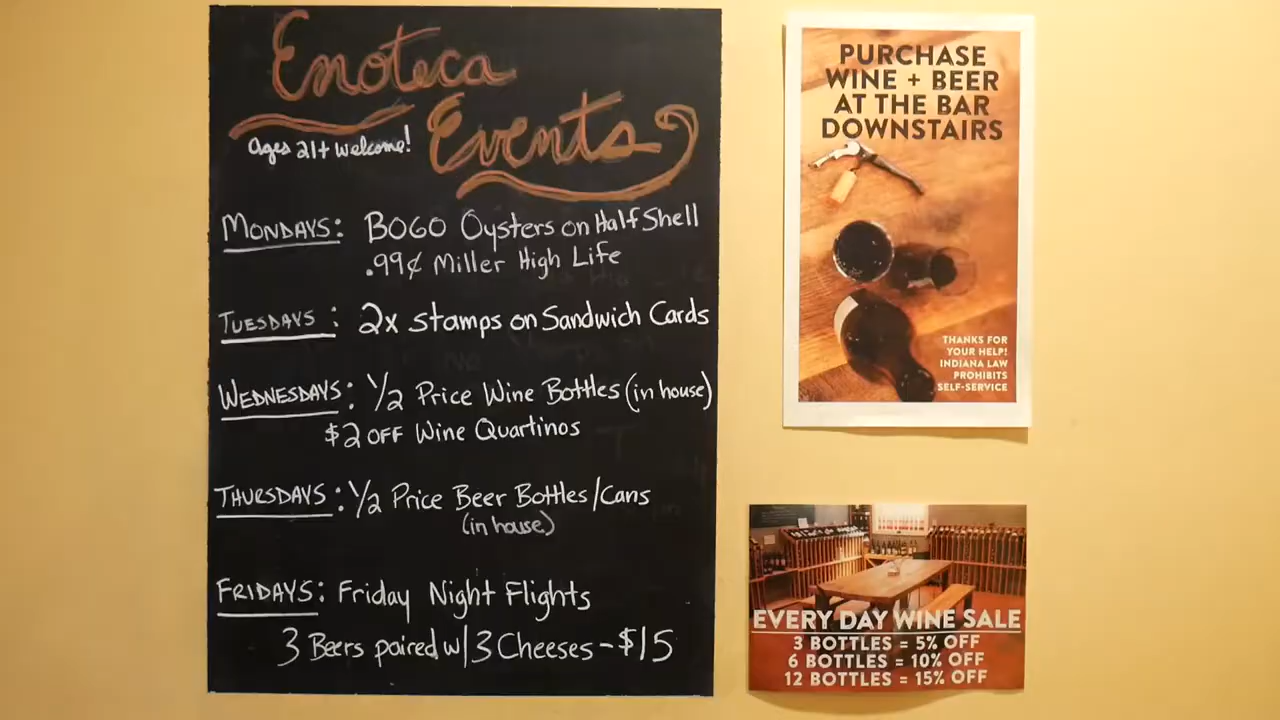 Enoteca
Events
Ages 21+ Welcome!
MONDAYS: BOGO Oysters on Half Shell
.99¢ Miller High Life
TUESDAYS: 2x Stamps on Sandwich Cards
WEDNESDAYS: 1/2 Price Wine Bottles (in house)
$2 OFF Wine Quartinos
THURSDAYS: 1/2 Price Beer Bottles/Cans
(in house)
FRIDAYS: Friday Night Flights
3 Beers paired w/ 3 Cheeses - $15
PURCHASE
WINE + BEER
AT THE BAR
DOWNSTAIRS
THANKS FOR
YOUR HELP!
INDIANA LAW
PROHIBITS
SELF-SERVICE
EVERY DAY WINE SALE
3 BOTTLES = 5% OFF
6 BOTTLES = 10% OFF
12 BOTTLES = 15% OFF